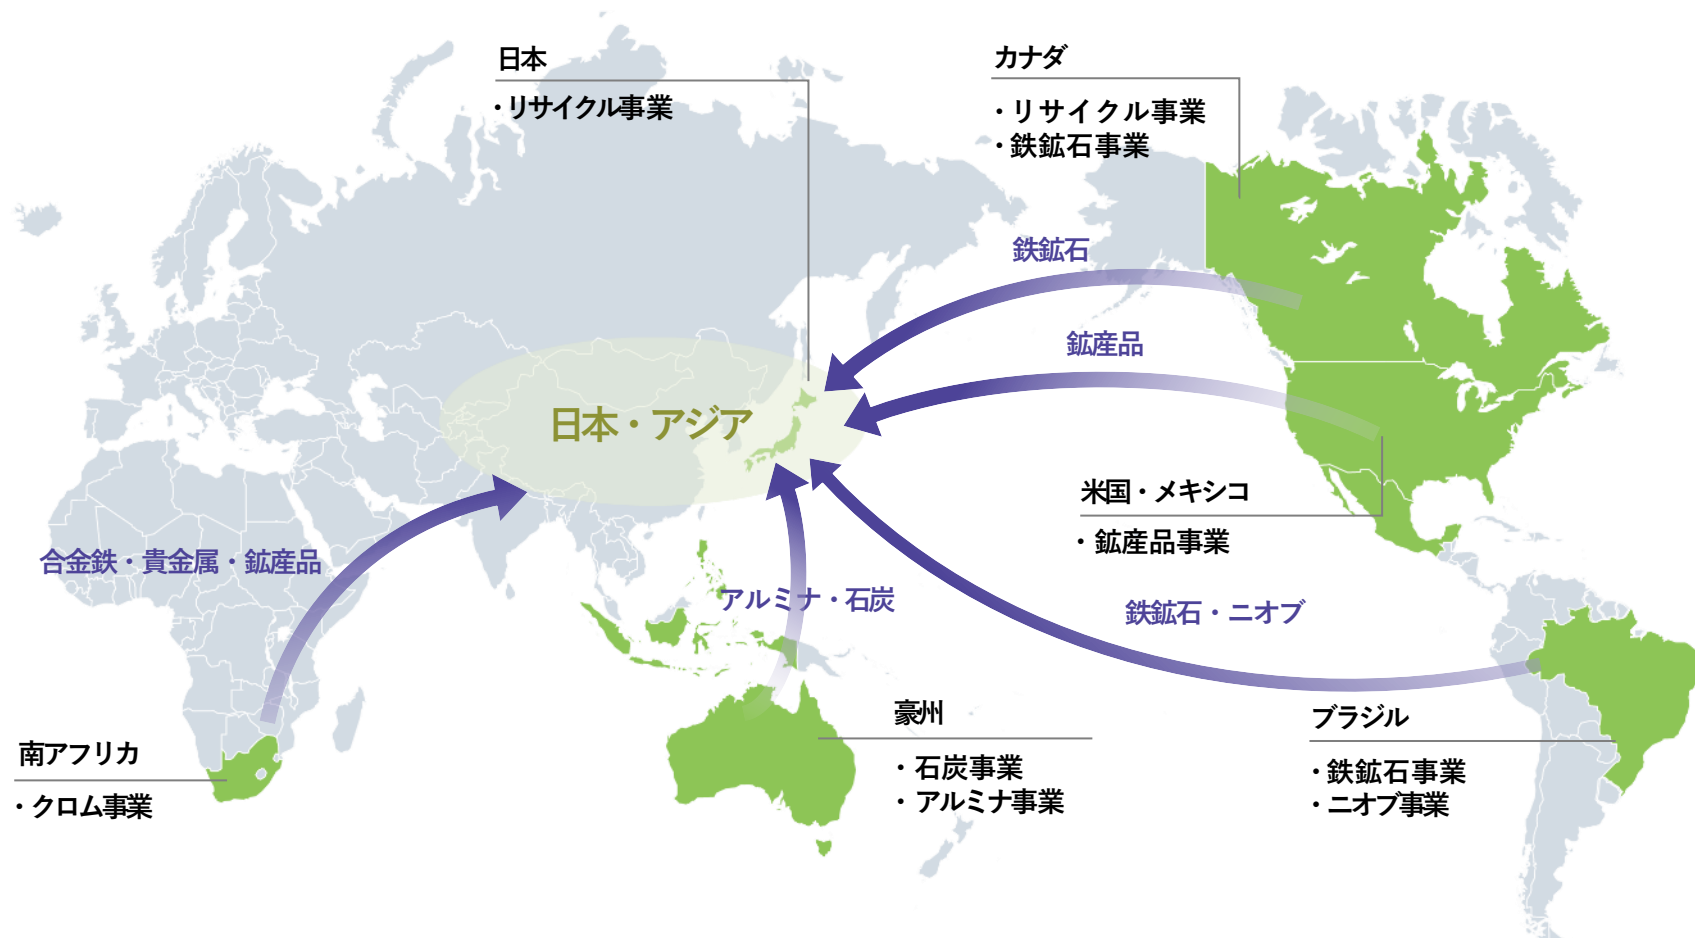 日本
・リサイクル事業
カナダ
・リサイクル事業
・鉄鉱石事業
鉄鉱石
鉱産品
日本・アジア
米国・メキシコ
・鉱産品事業
合金鉄・貴金属・鉱産品
アルミナ・石炭
鉄鉱石・ニオブ
南アフリカ
・クロム事業
豪州
・石炭事業
・アルミナ事業
ブラジル
・鉄鉱石事業
・ニオブ事業